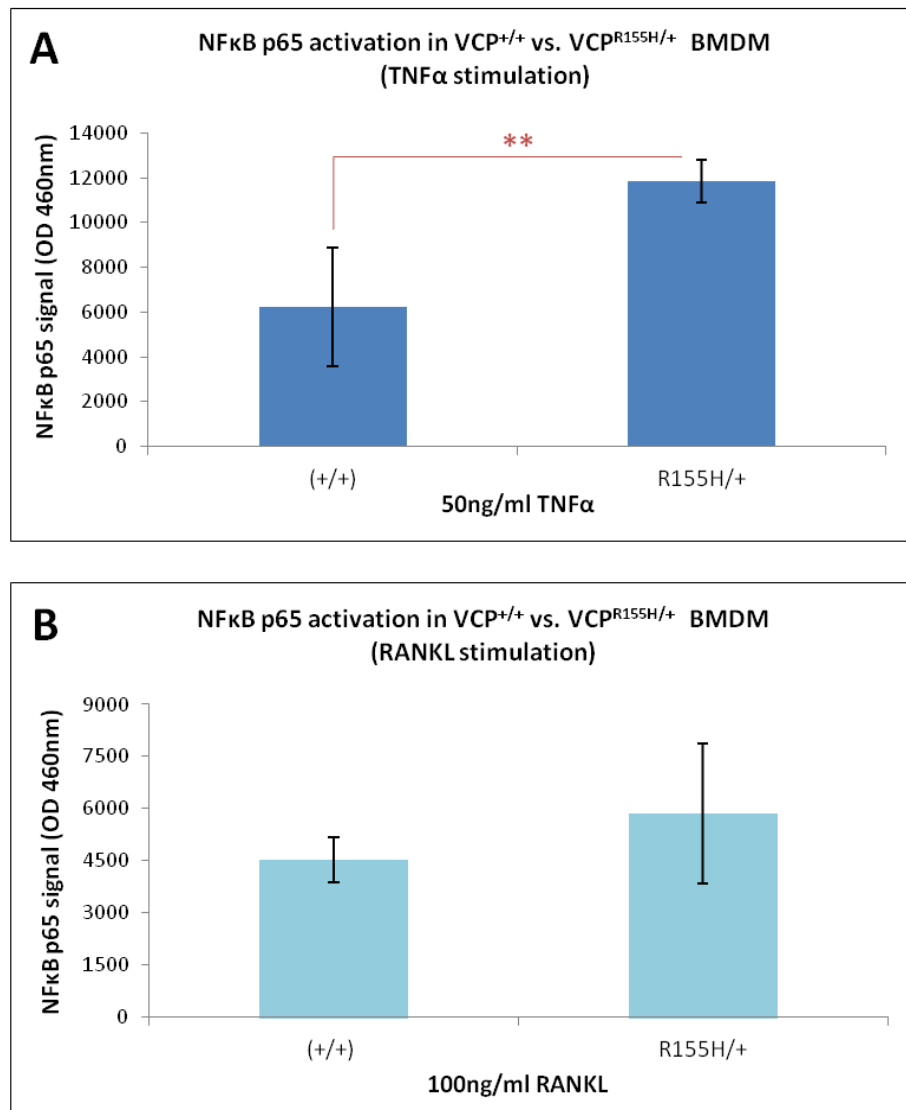 A
NFκB p65 activation in VCP+/+ vs. VCPR155H/+ BMDM
(TNFα stimulation)
NFκB p65 signal (OD 460nm)
14000
12000
10000
8000
6000
4000
2000
0
**
(+/+)
R155H/+
50ng/ml TNFα
B
NFκB p65 activation in VCP+/+ vs. VCPR155H/+ BMDM
(RANKL stimulation)
NFκB p65 signal (OD 460nm)
9000
7500
6000
4500
3000
1500
0
(+/+)
R155H/+
100ng/ml RANKL